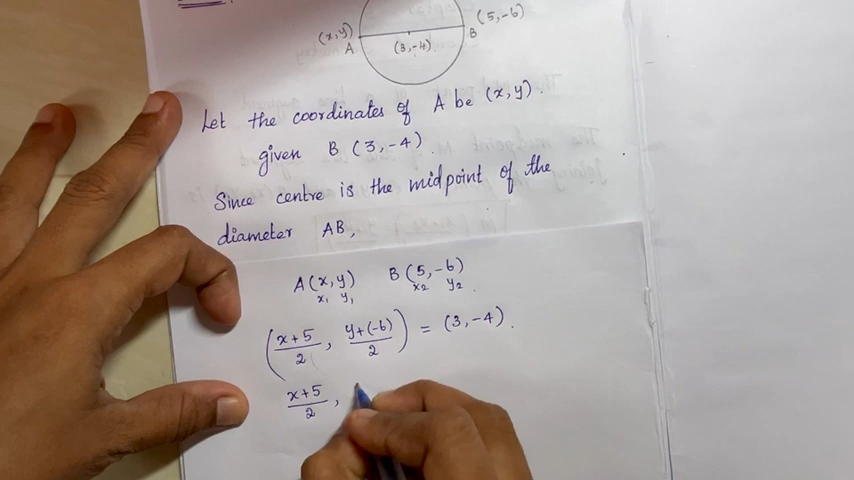 (x,y)
A
(3,-4)
B
(5,-6)
Let the coordinates of A be (x,y).
given B (3,-4).
Since centre is the midpoint of the
diameter AB,
A(x,y) B(5,-6)
x₁ y₁ x₂ y₂
(x+5/2, y+(-6)/2) = (3,-4).
x+5/2,